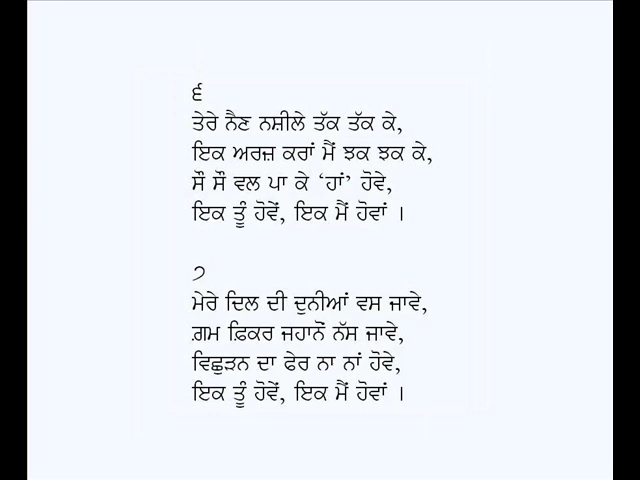 ੬
ਤੇਰੇ ਨੈਣ ਨਸ਼ੀਲੇ ਤੱਕ ਤੱਕ ਕੇ,
ਇਕ ਅਰਜ਼ ਕਰਾਂ ਮੈਂ ਝਕ ਝਕ ਕੇ,
ਸੌ ਸੌ ਵਲ ਪਾ ਕੇ ‘ਹਾਂ’ ਹੋਵੇ,
ਇਕ ਤੂੰ ਹੋਵੇਂ, ਇਕ ਮੈਂ ਹੋਵਾਂ ।
੭
ਮੇਰੇ ਦਿਲ ਦੀ ਦੁਨੀਆਂ ਵਸ ਜਾਵੇ,
ਗ਼ਮ ਫ਼ਿਕਰ ਜਹਾਨੋਂ ਨੱਸ ਜਾਵੇ,
ਵਿਛੁੜਨ ਦਾ ਫੇਰ ਨਾ ਨਾਂ ਹੋਵੇ,
ਇਕ ਤੂੰ ਹੋਵੇਂ, ਇਕ ਮੈਂ ਹੋਵਾਂ ।